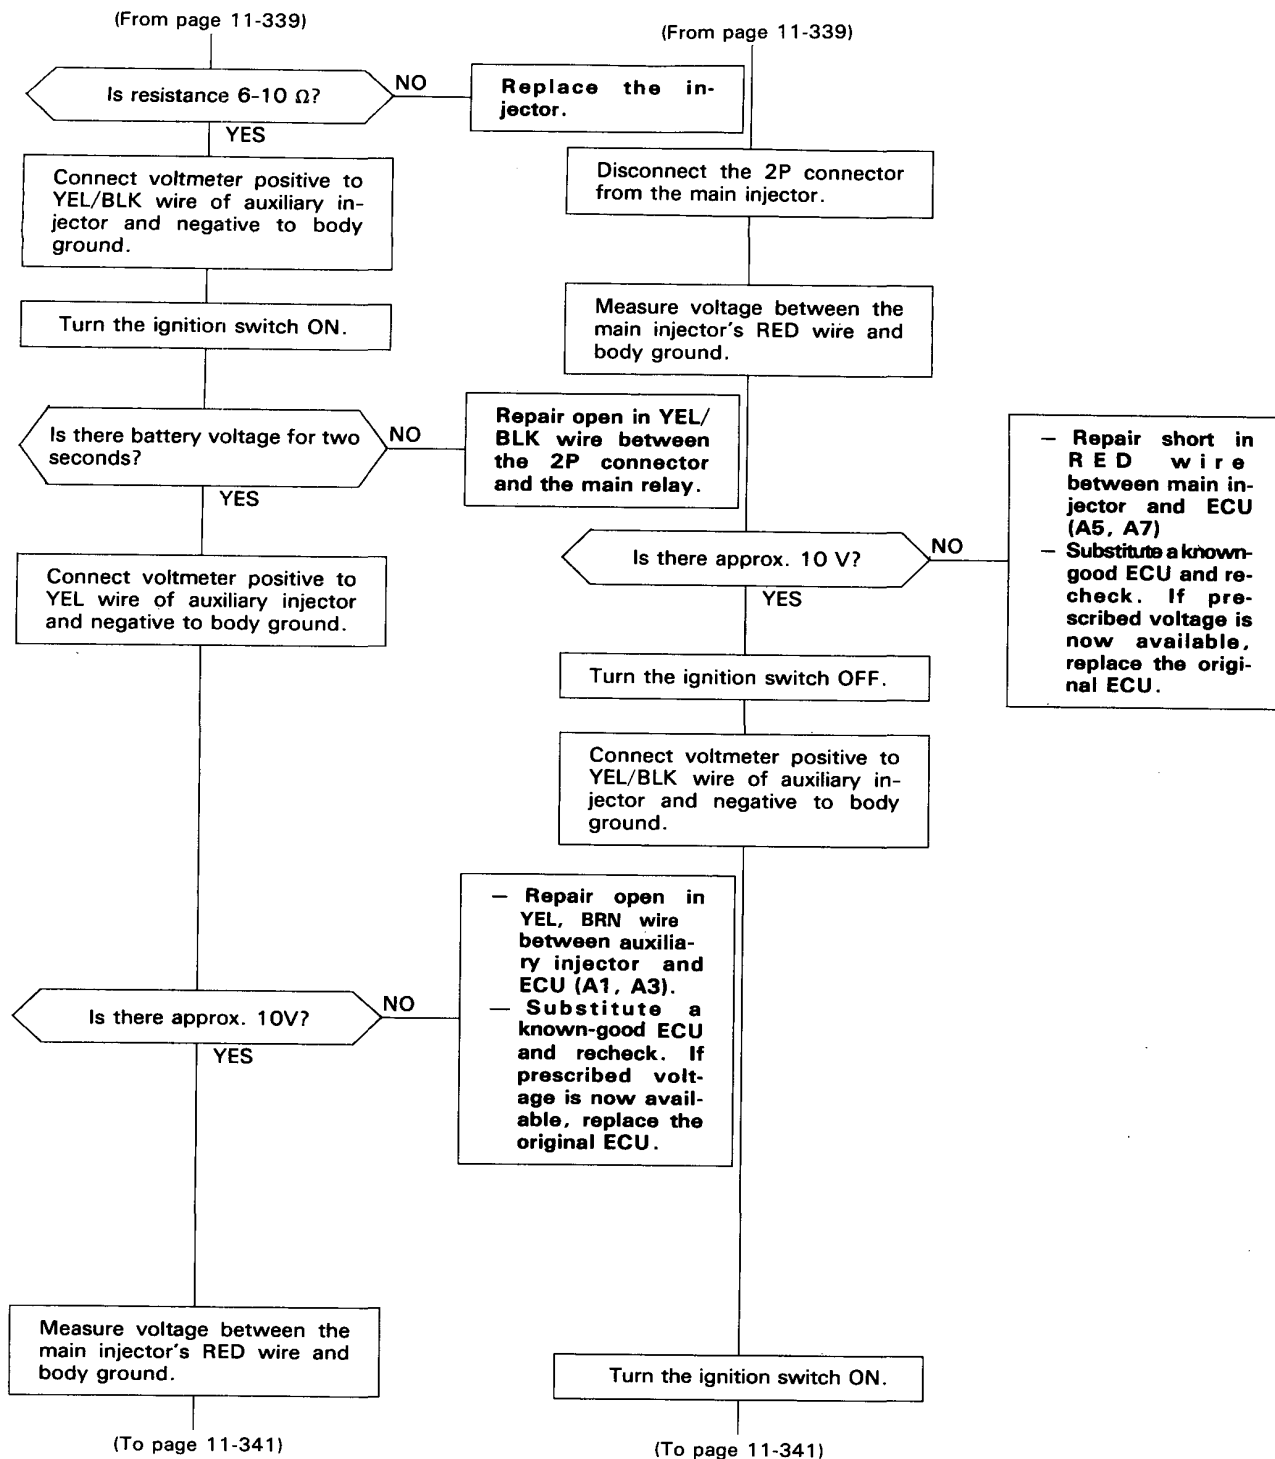 (From page 11-339)
Is resistance 6-10 Ω?
NO
Replace the in-
jector.
YES
Connect voltmeter positive to
YEL/BLK wire of auxiliary in-
jector and negative to body
ground.
Turn the ignition switch ON.
Is there battery voltage for two
seconds?
NO
Repair open in YEL/
BLK wire between
the 2P connector
and the main relay.
YES
Connect voltmeter positive to
YEL wire of auxiliary injector
and negative to body ground.
Is there approx. 10V?
NO
— Repair open in
YEL, BRN wire
between auxilia-
ry injector and
ECU (A1, A3).
— Substitute a
known-good ECU
and recheck. If
prescribed volt-
age is now avail-
able, replace the
original ECU.
YES
Measure voltage between the
main injector's RED wire and
body ground.
(To page 11-341)
(From page 11-339)
Disconnect the 2P connector
from the main injector.
Measure voltage between the
main injector's RED wire and
body ground.
Is there approx. 10 V?
NO
— Repair short in
RED wire
between main in-
jector and ECU
(A5, A7)
— Substitute a known-
good ECU and re-
check. If pre-
scribed voltage is
now available,
replace the origi-
nal ECU.
YES
Turn the ignition switch OFF.
Connect voltmeter positive to
YEL/BLK wire of auxiliary in-
jector and negative to body
ground.
Turn the ignition switch ON.
(To page 11-341)